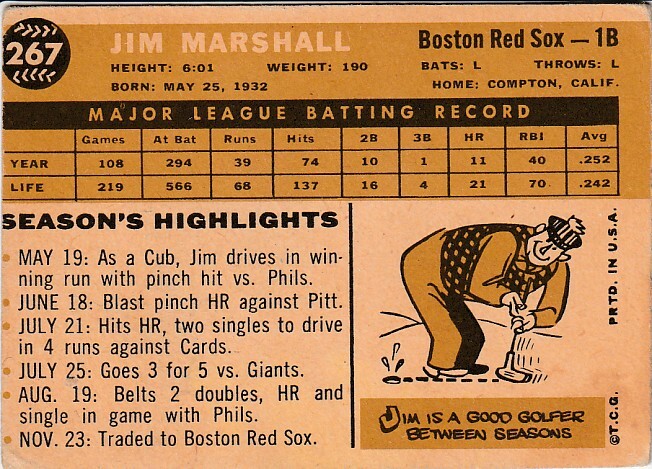 267
JIM MARSHALL
Boston Red Sox — 1B
HEIGHT: 6:01 WEIGHT: 190 BATS: L THROWS: L
BORN: MAY 25, 1932 HOME: COMPTON, CALIF.
MAJOR LEAGUE BATTING RECORD
Games At Bat Runs Hits 2B 3B HR RBI Avg
YEAR 108 294 39 74 10 1 11 40 .252
LIFE 219 566 68 137 16 4 21 70 .242
SEASON'S HIGHLIGHTS
• MAY 19: As a Cub, Jim drives in win-
ning run with pinch hit vs. Phils.
• JUNE 18: Blast pinch HR against Pitt.
• JULY 21: Hits HR, two singles to drive
in 4 runs against Cards.
• JULY 25: Goes 3 for 5 vs. Giants.
• AUG. 19: Belts 2 doubles, HR and
single in game with Phils.
• NOV. 23: Traded to Boston Red Sox.
JIM IS A GOOD GOLFER
BETWEEN SEASONS
©T.C.G. PRTD. IN U.S.A.